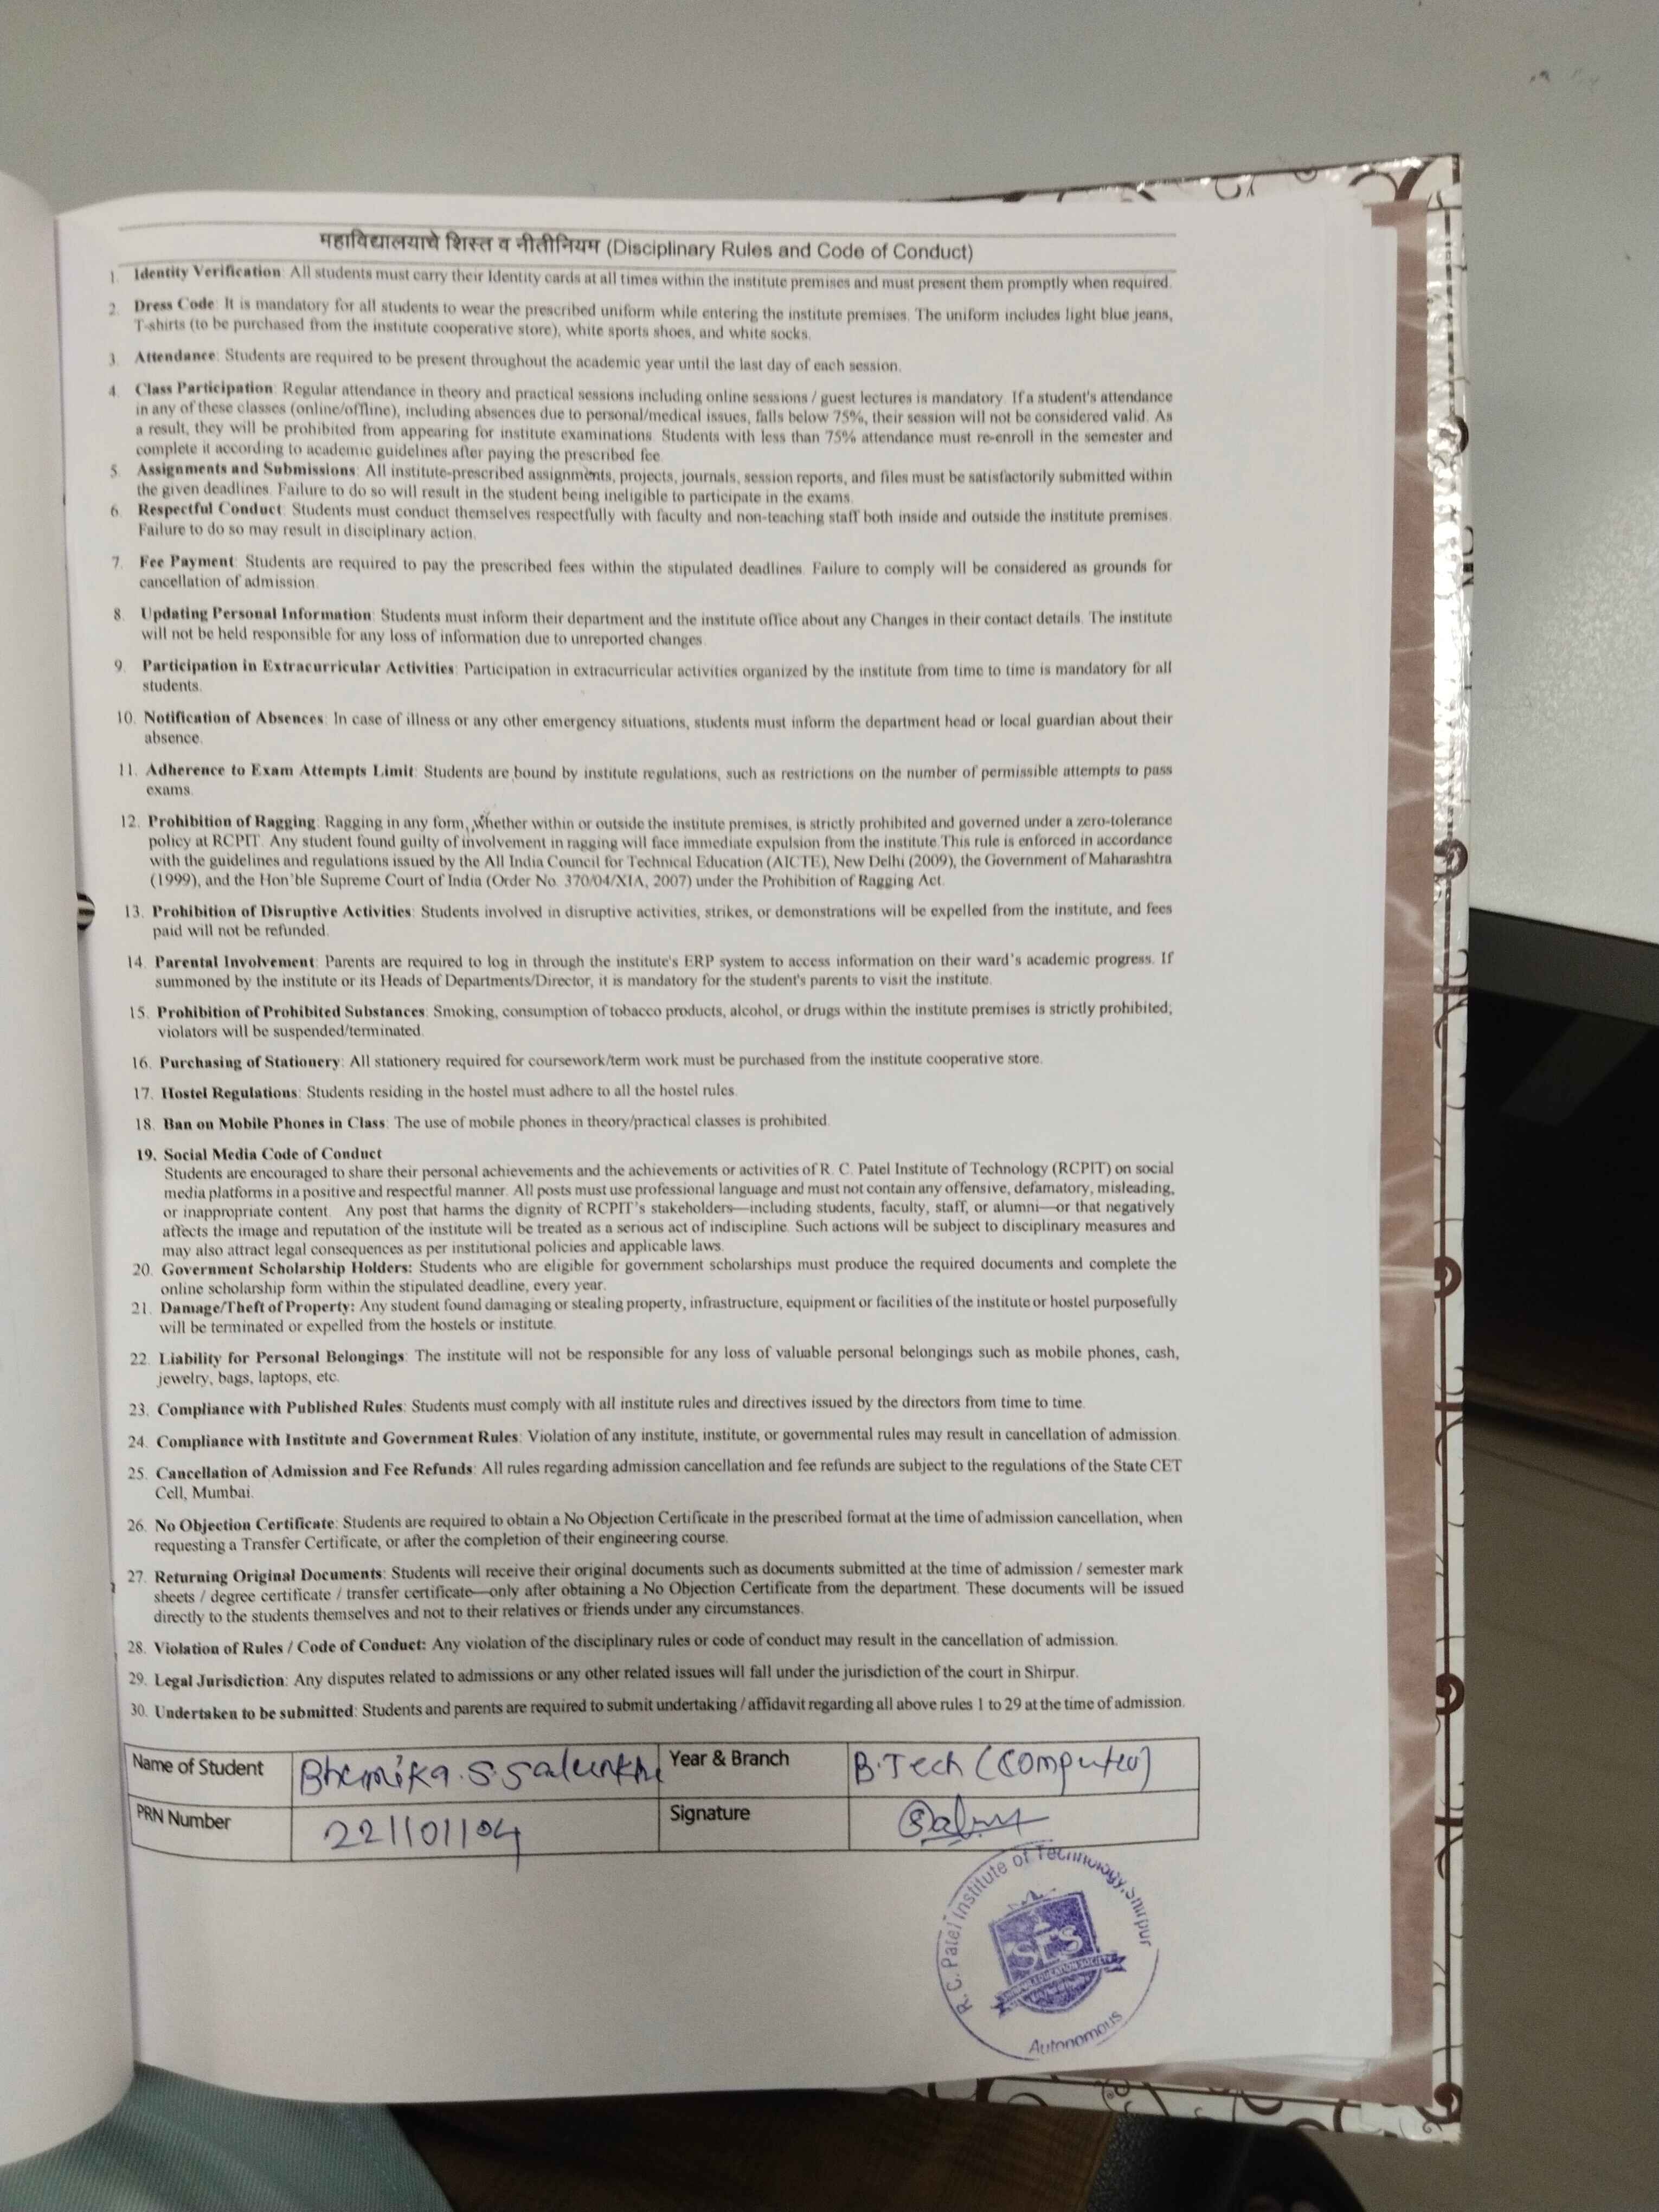 महाविद्यालयाचे शिस्त व नीतीनियम (Disciplinary Rules and Code of Conduct)
1. Identity Verification: All students must carry their Identity cards at all times within the institute premises and must present them promptly when required.
2. Dress Code: It is mandatory for all students to wear the prescribed uniform while entering the institute premises. The uniform includes light blue jeans,
T-shirts (to be purchased from the institute cooperative store), white sports shoes, and white socks.
3. Attendance: Students are required to be present throughout the academic year until the last day of each session.
4. Class Participation: Regular attendance in theory and practical sessions including online sessions / guest lectures is mandatory. If a student's attendance
in any of these classes (online/offline), including absences due to personal/medical issues, falls below 75%, their session will not be considered valid. As
a result, they will be prohibited from appearing for institute examinations. Students with less than 75% attendance must re-enroll in the semester and
complete it according to academic guidelines after paying the prescribed fee.
5. Assignments and Submissions: All institute-prescribed assignments, projects, journals, session reports, and files must be satisfactorily submitted within
the given deadlines. Failure to do so will result in the student being ineligible to participate in the exams.
6. Respectful Conduct: Students must conduct themselves respectfully with faculty and non-teaching staff both inside and outside the institute premises.
Failure to do so may result in disciplinary action.
7. Fee Payment: Students are required to pay the prescribed fees within the stipulated deadlines. Failure to comply will be considered as grounds for
cancellation of admission.
8. Updating Personal Information: Students must inform their department and the institute office about any Changes in their contact details. The institute
will not be held responsible for any loss of information due to unreported changes.
9. Participation in Extracurricular Activities: Participation in extracurricular activities organized by the institute from time to time is mandatory for all
students.
10. Notification of Absences: In case of illness or any other emergency situations, students must inform the department head or local guardian about their
absence.
11. Adherence to Exam Attempts Limit: Students are bound by institute regulations, such as restrictions on the number of permissible attempts to pass
exams.
12. Prohibition of Ragging: Ragging in any form, whether within or outside the institute premises, is strictly prohibited and governed under a zero-tolerance
policy at RCPIT. Any student found guilty of involvement in ragging will face immediate expulsion from the institute.This rule is enforced in accordance
with the guidelines and regulations issued by the All India Council for Technical Education (AICTE), New Delhi (2009), the Government of Maharashtra
(1999), and the Hon'ble Supreme Court of India (Order No. 370/04/XIA, 2007) under the Prohibition of Ragging Act.
13. Prohibition of Disruptive Activities: Students involved in disruptive activities, strikes, or demonstrations will be expelled from the institute, and fees
paid will not be refunded.
14. Parental Involvement: Parents are required to log in through the institute's ERP system to access information on their ward's academic progress. If
summoned by the institute or its Heads of Departments/Director, it is mandatory for the student's parents to visit the institute.
15. Prohibition of Prohibited Substances: Smoking, consumption of tobacco products, alcohol, or drugs within the institute premises is strictly prohibited;
violators will be suspended/terminated.
16. Purchasing of Stationery: All stationery required for coursework/term work must be purchased from the institute cooperative store.
17. Hostel Regulations: Students residing in the hostel must adhere to all the hostel rules.
18. Ban on Mobile Phones in Class: The use of mobile phones in theory/practical classes is prohibited.
19. Social Media Code of Conduct
Students are encouraged to share their personal achievements and the achievements or activities of R. C. Patel Institute of Technology (RCPIT) on social
media platforms in a positive and respectful manner. All posts must use professional language and must not contain any offensive, defamatory, misleading,
or inappropriate content. Any post that harms the dignity of RCPIT's stakeholders—including students, faculty, staff, or alumni—or that negatively
affects the image and reputation of the institute will be treated as a serious act of indiscipline. Such actions will be subject to disciplinary measures and
may also attract legal consequences as per institutional policies and applicable laws.
20. Government Scholarship Holders: Students who are eligible for government scholarships must produce the required documents and complete the
online scholarship form within the stipulated deadline, every year.
21. Damage/Theft of Property: Any student found damaging or stealing property, infrastructure, equipment or facilities of the institute or hostel purposefully
will be terminated or expelled from the hostels or institute.
22. Liability for Personal Belongings: The institute will not be responsible for any loss of valuable personal belongings such as mobile phones, cash,
jewelry, bags, laptops, etc.
23. Compliance with Published Rules: Students must comply with all institute rules and directives issued by the directors from time to time.
24. Compliance with Institute and Government Rules: Violation of any institute, institute, or governmental rules may result in cancellation of admission.
25. Cancellation of Admission and Fee Refunds: All rules regarding admission cancellation and fee refunds are subject to the regulations of the State CET
Cell, Mumbai.
26. No Objection Certificate: Students are required to obtain a No Objection Certificate in the prescribed format at the time of admission cancellation, when
requesting a Transfer Certificate, or after the completion of their engineering course.
27. Returning Original Documents: Students will receive their original documents such as documents submitted at the time of admission / semester mark
sheets / degree certificate / transfer certificate—only after obtaining a No Objection Certificate from the department. These documents will be issued
directly to the students themselves and not to their relatives or friends under any circumstances.
28. Violation of Rules / Code of Conduct: Any violation of the disciplinary rules or code of conduct may result in the cancellation of admission.
29. Legal Jurisdiction: Any disputes related to admissions or any other related issues will fall under the jurisdiction of the court in Shirpur.
30. Undertaken to be submitted: Students and parents are required to submit undertaking / affidavit regarding all above rules 1 to 29 at the time of admission.
Name of Student Bhumika.S.Salunkhe Year & Branch B.Tech (Computer)
PRN Number 221101104 Signature
R. C. Patel Institute of Technology, Shirpur
SES
Autonomous